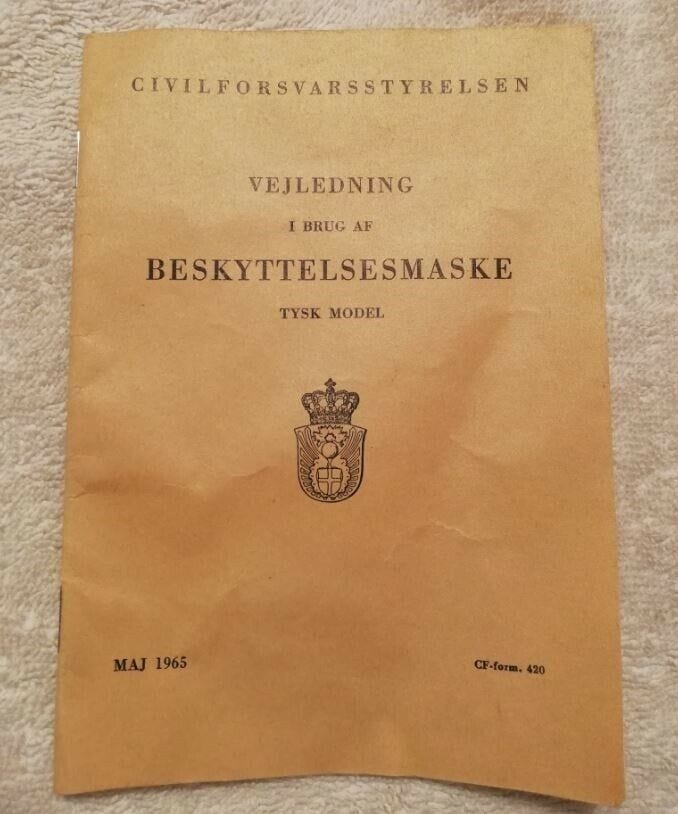 CIVILFORSVARSSTYRELSEN
VEJLEDNING
I BRUG AF
BESKYTTELSESMASKE
TYSK MODEL
MAJ 1965
CF-form. 420